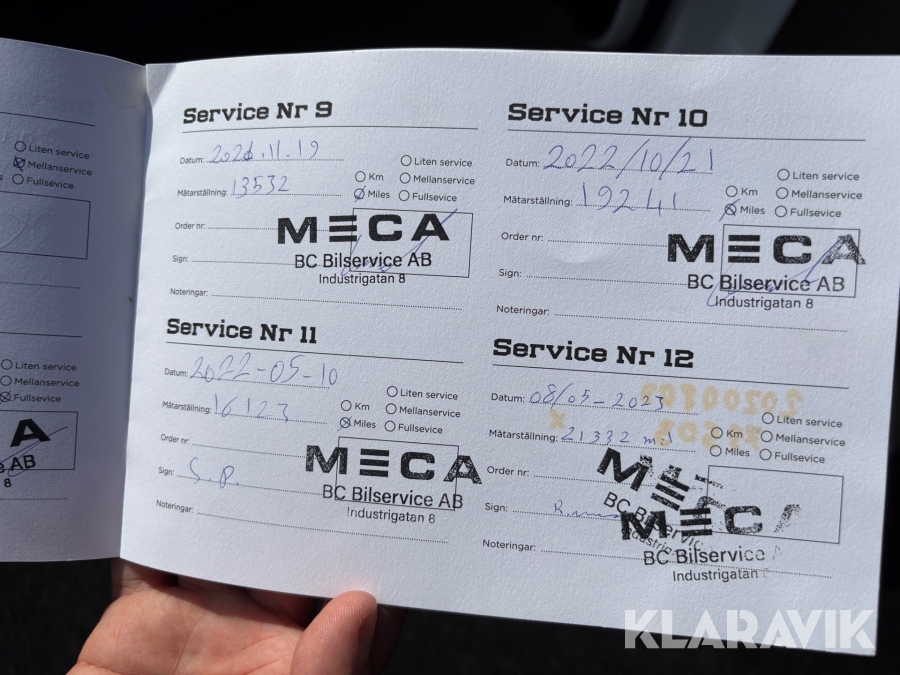 Liten service
Mellanservice
Fullsevice
Liten service
Mellanservice
Fullsevice
A
AB
8
Service Nr 9
Datum: 2021.11.19
Liten service
Km
Mellanservice
Mätarställning: 13532
Miles
Fullsevice
Order nr:
MECA
Sign:
BC Bilservice AB
Industrigatan 8
Noteringar:
Service Nr 10
Datum: 2022/10/21
Liten service
Km
Mellanservice
Mätarställning: 19241
Miles
Fullsevice
Order nr:
MECA
Sign:
BC Bilservice AB
Industrigatan 8
Noteringar:
Service Nr 11
Datum: 2022-05-10
Liten service
Km
Mellanservice
Mätarställning: 16123
Miles
Fullsevice
Order nr:
MECA
Sign: S.P.
BC Bilservice AB
Industrigatan 8
Noteringar:
Service Nr 12
Datum: 08/05-2023
Liten service
Km
Mellanservice
Mätarställning: 21332 mil
Miles
Fullsevice
Order nr:
Sign:
MECA
BC Bilservice
Industrigatan
Noteringar:
KLARAVIK